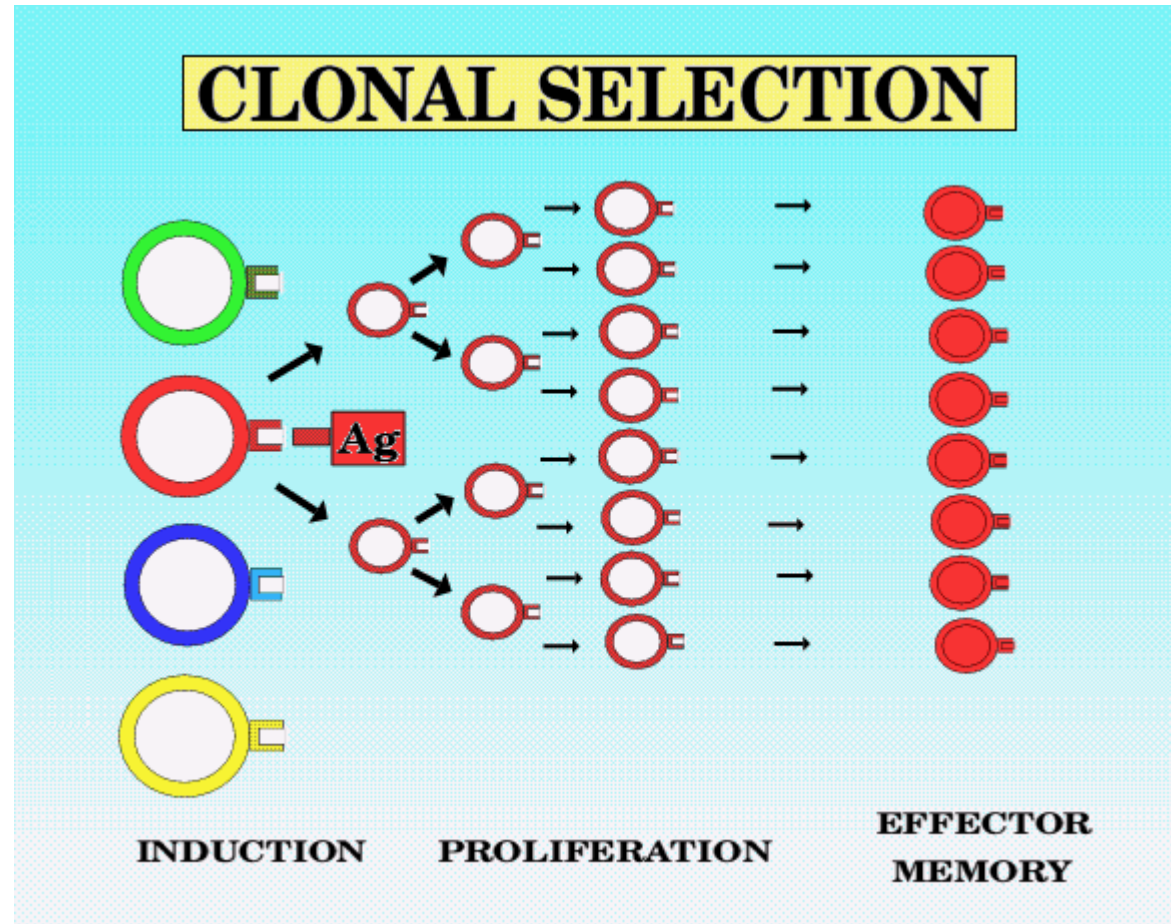 CLONAL SELECTION
Ag
INDUCTION
PROLIFERATION
EFFECTOR
MEMORY